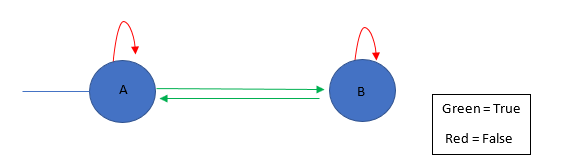 A
B
Green = True
Red = False